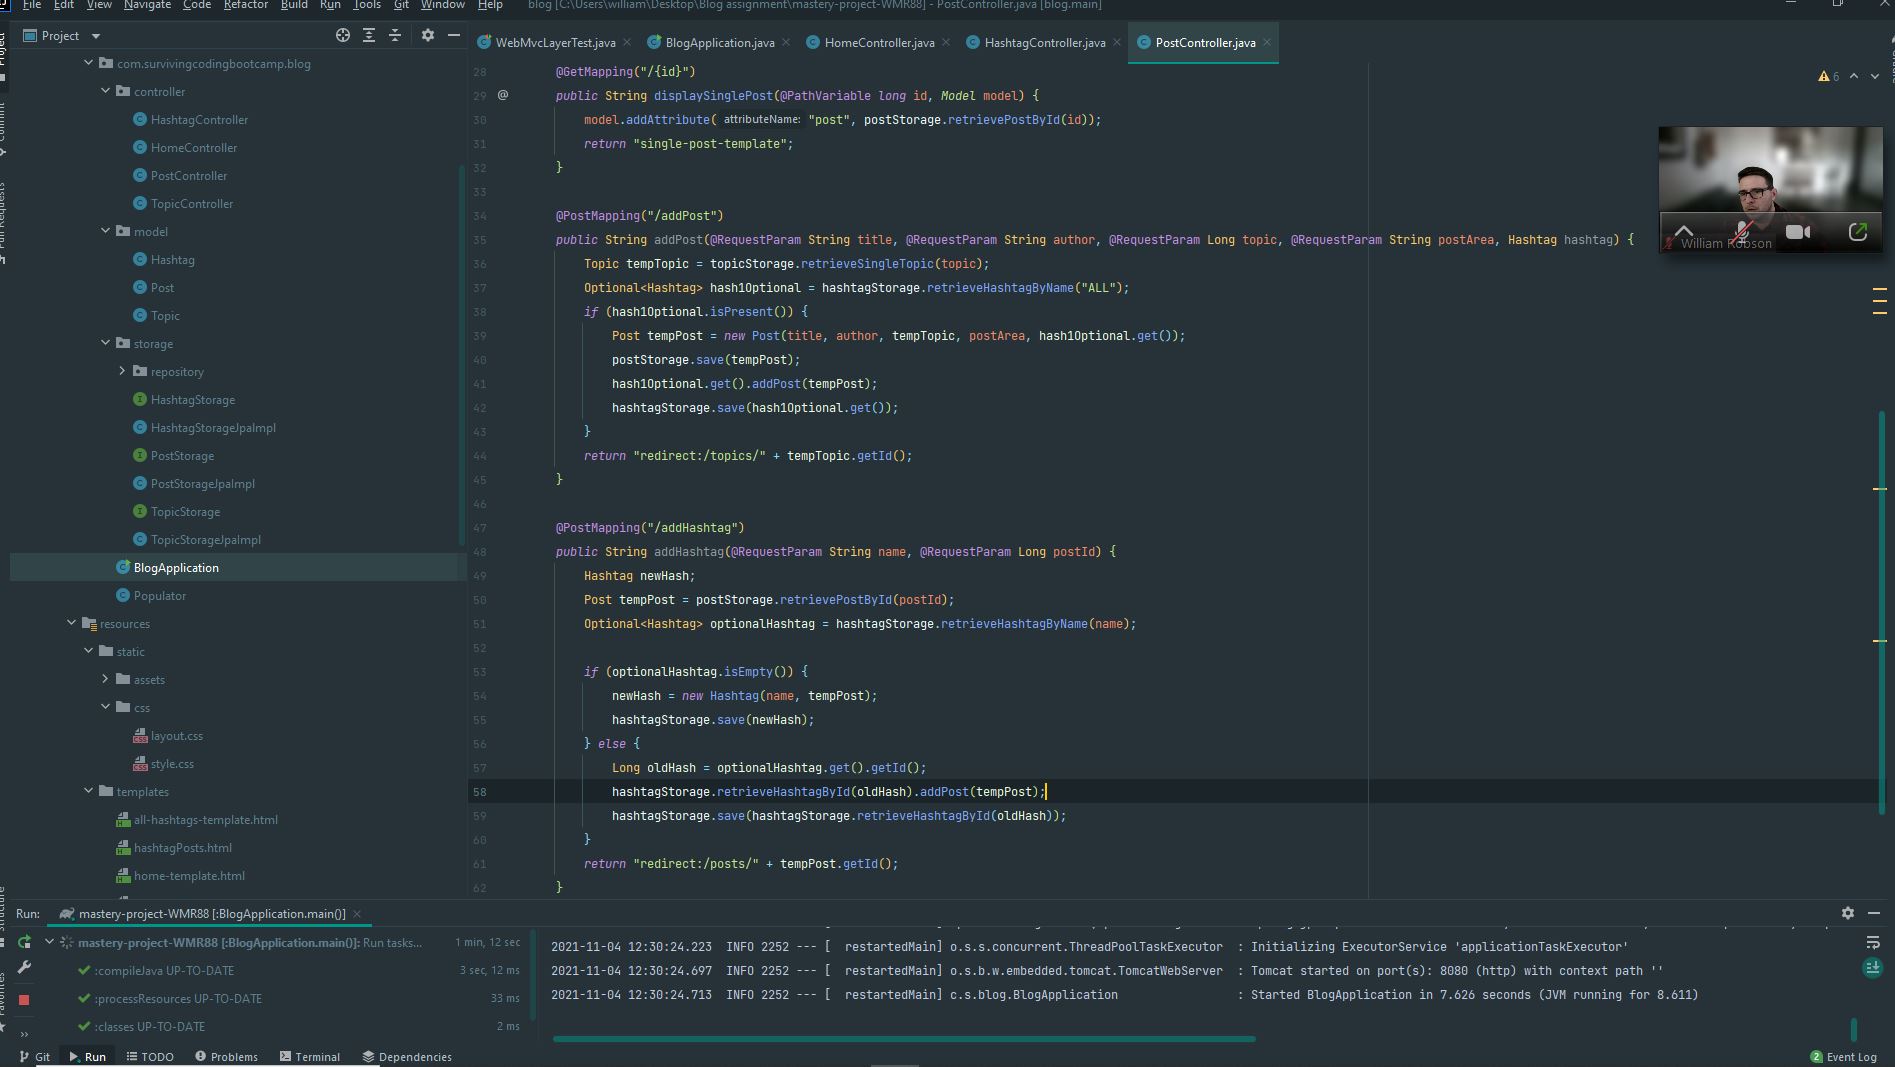 File Edit View Navigate Code Refactor Build Run Tools Git Window Help blog [C:\Users\william\Desktop\Blog assignment\mastery-project-WMR88] - PostController.java [blog.main]
Project
WebMvcLayerTest.java
BlogApplication.java
HomeController.java
HashtagController.java
PostController.java
Project
Commit
Pull Requests
com.survivingcodingbootcamp.blog
controller
HashtagController
HomeController
PostController
TopicController
model
Hashtag
Post
Topic
storage
repository
HashtagStorage
HashtagStorageJpaImpl
PostStorage
PostStorageJpaImpl
TopicStorage
TopicStorageJpaImpl
BlogApplication
Populator
resources
static
assets
css
layout.css
style.css
templates
all-hashtags-template.html
hashtagPosts.html
home-template.html
6
28 @GetMapping("/{id}")
29 @ public String displaySinglePost(@PathVariable long id, Model model) {
30 model.addAttribute( attributeName: "post", postStorage.retrievePostById(id));
31 return "single-post-template";
32 }
33
34 @PostMapping("/addPost")
35 public String addPost(@RequestParam String title, @RequestParam String author, @RequestParam Long topic, @RequestParam String postArea, Hashtag hashtag) {
36 Topic tempTopic = topicStorage.retrieveSingleTopic(topic);
37 Optional<Hashtag> hash1Optional = hashtagStorage.retrieveHashtagByName("ALL");
38 if (hash1Optional.isPresent()) {
39 Post tempPost = new Post(title, author, tempTopic, postArea, hash1Optional.get());
40 postStorage.save(tempPost);
41 hash1Optional.get().addPost(tempPost);
42 hashtagStorage.save(hash1Optional.get());
43 }
44 return "redirect:/topics/" + tempTopic.getId();
45 }
46
47 @PostMapping("/addHashtag")
48 public String addHashtag(@RequestParam String name, @RequestParam Long postId) {
49 Hashtag newHash;
50 Post tempPost = postStorage.retrievePostById(postId);
51 Optional<Hashtag> optionalHashtag = hashtagStorage.retrieveHashtagByName(name);
52
53 if (optionalHashtag.isEmpty()) {
54 newHash = new Hashtag(name, tempPost);
55 hashtagStorage.save(newHash);
56 } else {
57 Long oldHash = optionalHashtag.get().getId();
58 hashtagStorage.retrieveHashtagById(oldHash).addPost(tempPost);
59 hashtagStorage.save(hashtagStorage.retrieveHashtagById(oldHash));
60 }
61 return "redirect:/posts/" + tempPost.getId();
62 }
William Robson
Run: mastery-project-WMR88 [:BlogApplication.main()]
mastery-project-WMR88 [:BlogApplication.main()]: Run tasks... 1 min, 12 sec
:compileJava UP-TO-DATE 3 sec, 12 ms
:processResources UP-TO-DATE 33 ms
:classes UP-TO-DATE 2 ms
2021-11-04 12:30:24.223 INFO 2252 --- [ restartedMain] o.s.s.concurrent.ThreadPoolTaskExecutor : Initializing ExecutorService 'applicationTaskExecutor'
2021-11-04 12:30:24.697 INFO 2252 --- [ restartedMain] o.s.b.w.embedded.tomcat.TomcatWebServer : Tomcat started on port(s): 8080 (http) with context path ''
2021-11-04 12:30:24.713 INFO 2252 --- [ restartedMain] c.s.blog.BlogApplication : Started BlogApplication in 7.626 seconds (JVM running for 8.611)
Git Run TODO Problems Terminal Dependencies
2 Event Log